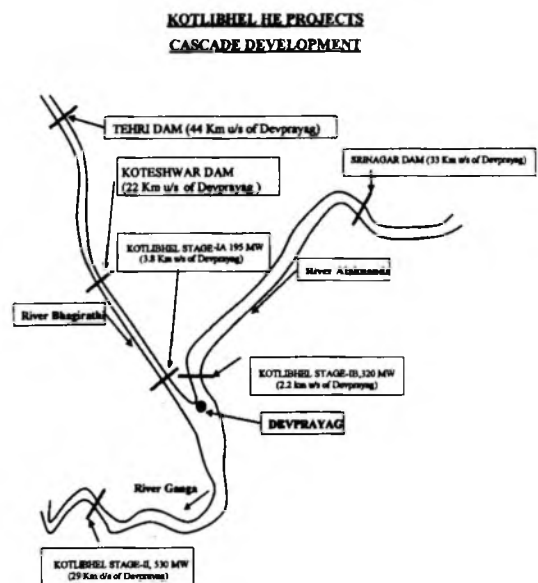 KOTLIBHEL HE PROJECTS
CASCADE DEVELOPMENT
TEHRI DAM (44 Km u/s of Devprayag)
SRINAGAR DAM (33 Km u/s of Devprayag)
KOTESHWAR DAM
(22 Km u/s of Devprayag )
KOTLIBHEL STAGE-IA 195 MW
(3.8 Km u/s of Devprayag)
River Alaknanda
River Bhagirathi
KOTLIBHEL STAGE-IB, 320 MW
(2.2 km u/s of Devprayag)
DEVPRAYAG
River Ganga
KOTLIBHEL STAGE-II, 530 MW
(29 Km d/s of Devprayag)